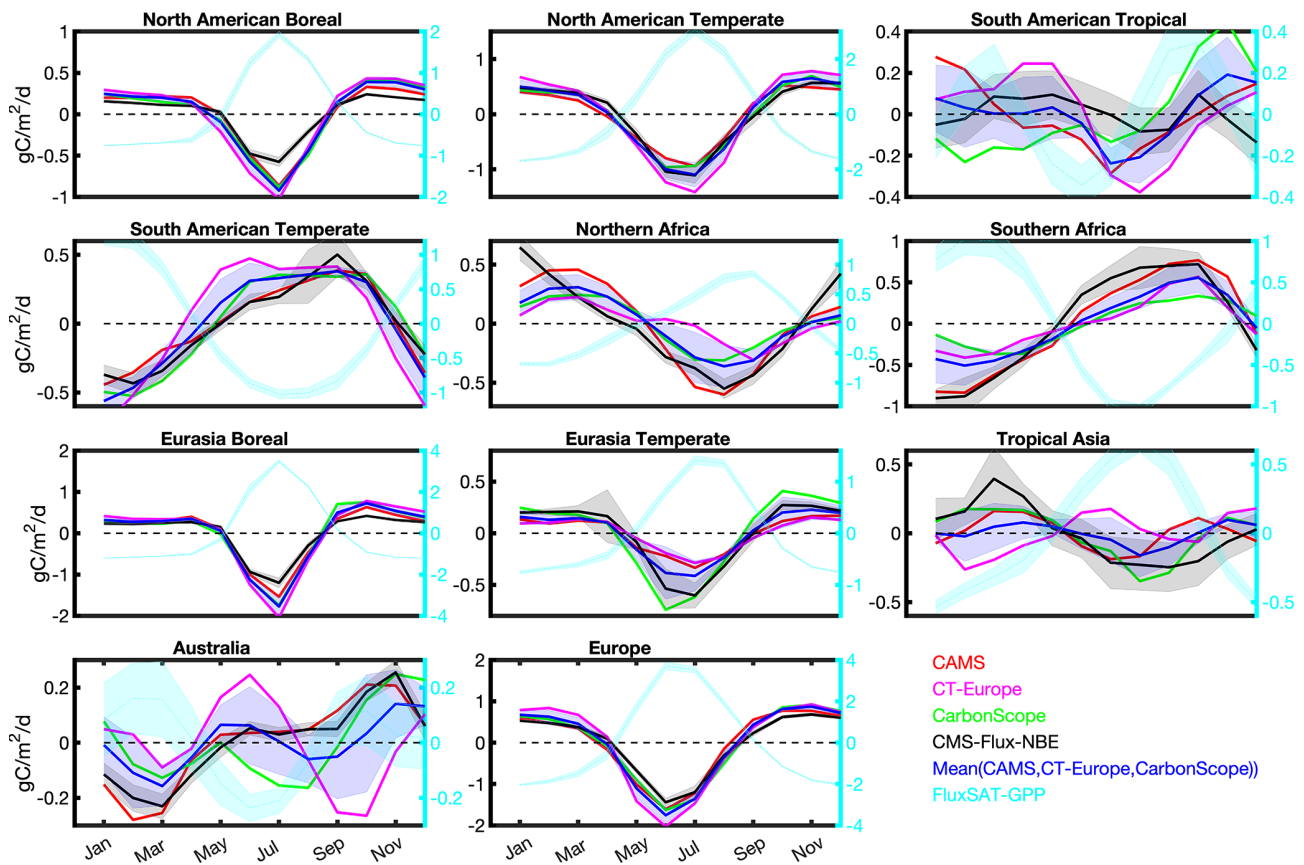 North American Boreal
gC/m²/d
1
0.5
0
-0.5
-1
2
1
0
-1
-2
North American Temperate
1
0
-1
2
0
-2
South American Tropical
0.4
0.2
0
-0.2
0.4
0.4
0.2
0
-0.2
-0.4
South American Temperate
gC/m²/d
0.5
0
-0.5
1
0.5
0
-0.5
-1
Northern Africa
0.5
0
-0.5
1
0.5
0
-0.5
-1
Southern Africa
1
0.5
0
-0.5
-1
1
0.5
0
-0.5
-1
Eurasia Boreal
gC/m²/d
2
1
0
-1
-2
4
2
0
-2
-4
Eurasia Temperate
0.5
0
-0.5
1
0
-1
Tropical Asia
0.5
0
-0.5
0.5
0
-0.5
Australia
gC/m²/d
0.2
0
-0.2
0.2
0
-0.2
Jan
Mar
May
Jul
Sep
Nov
Europe
2
1
0
-1
-2
4
2
0
-2
-4
Jan
Mar
May
Jul
Sep
Nov
CAMS
CT-Europe
CarbonScope
CMS-Flux-NBE
Mean(CAMS,CT-Europe,CarbonScope))
FluxSAT-GPP